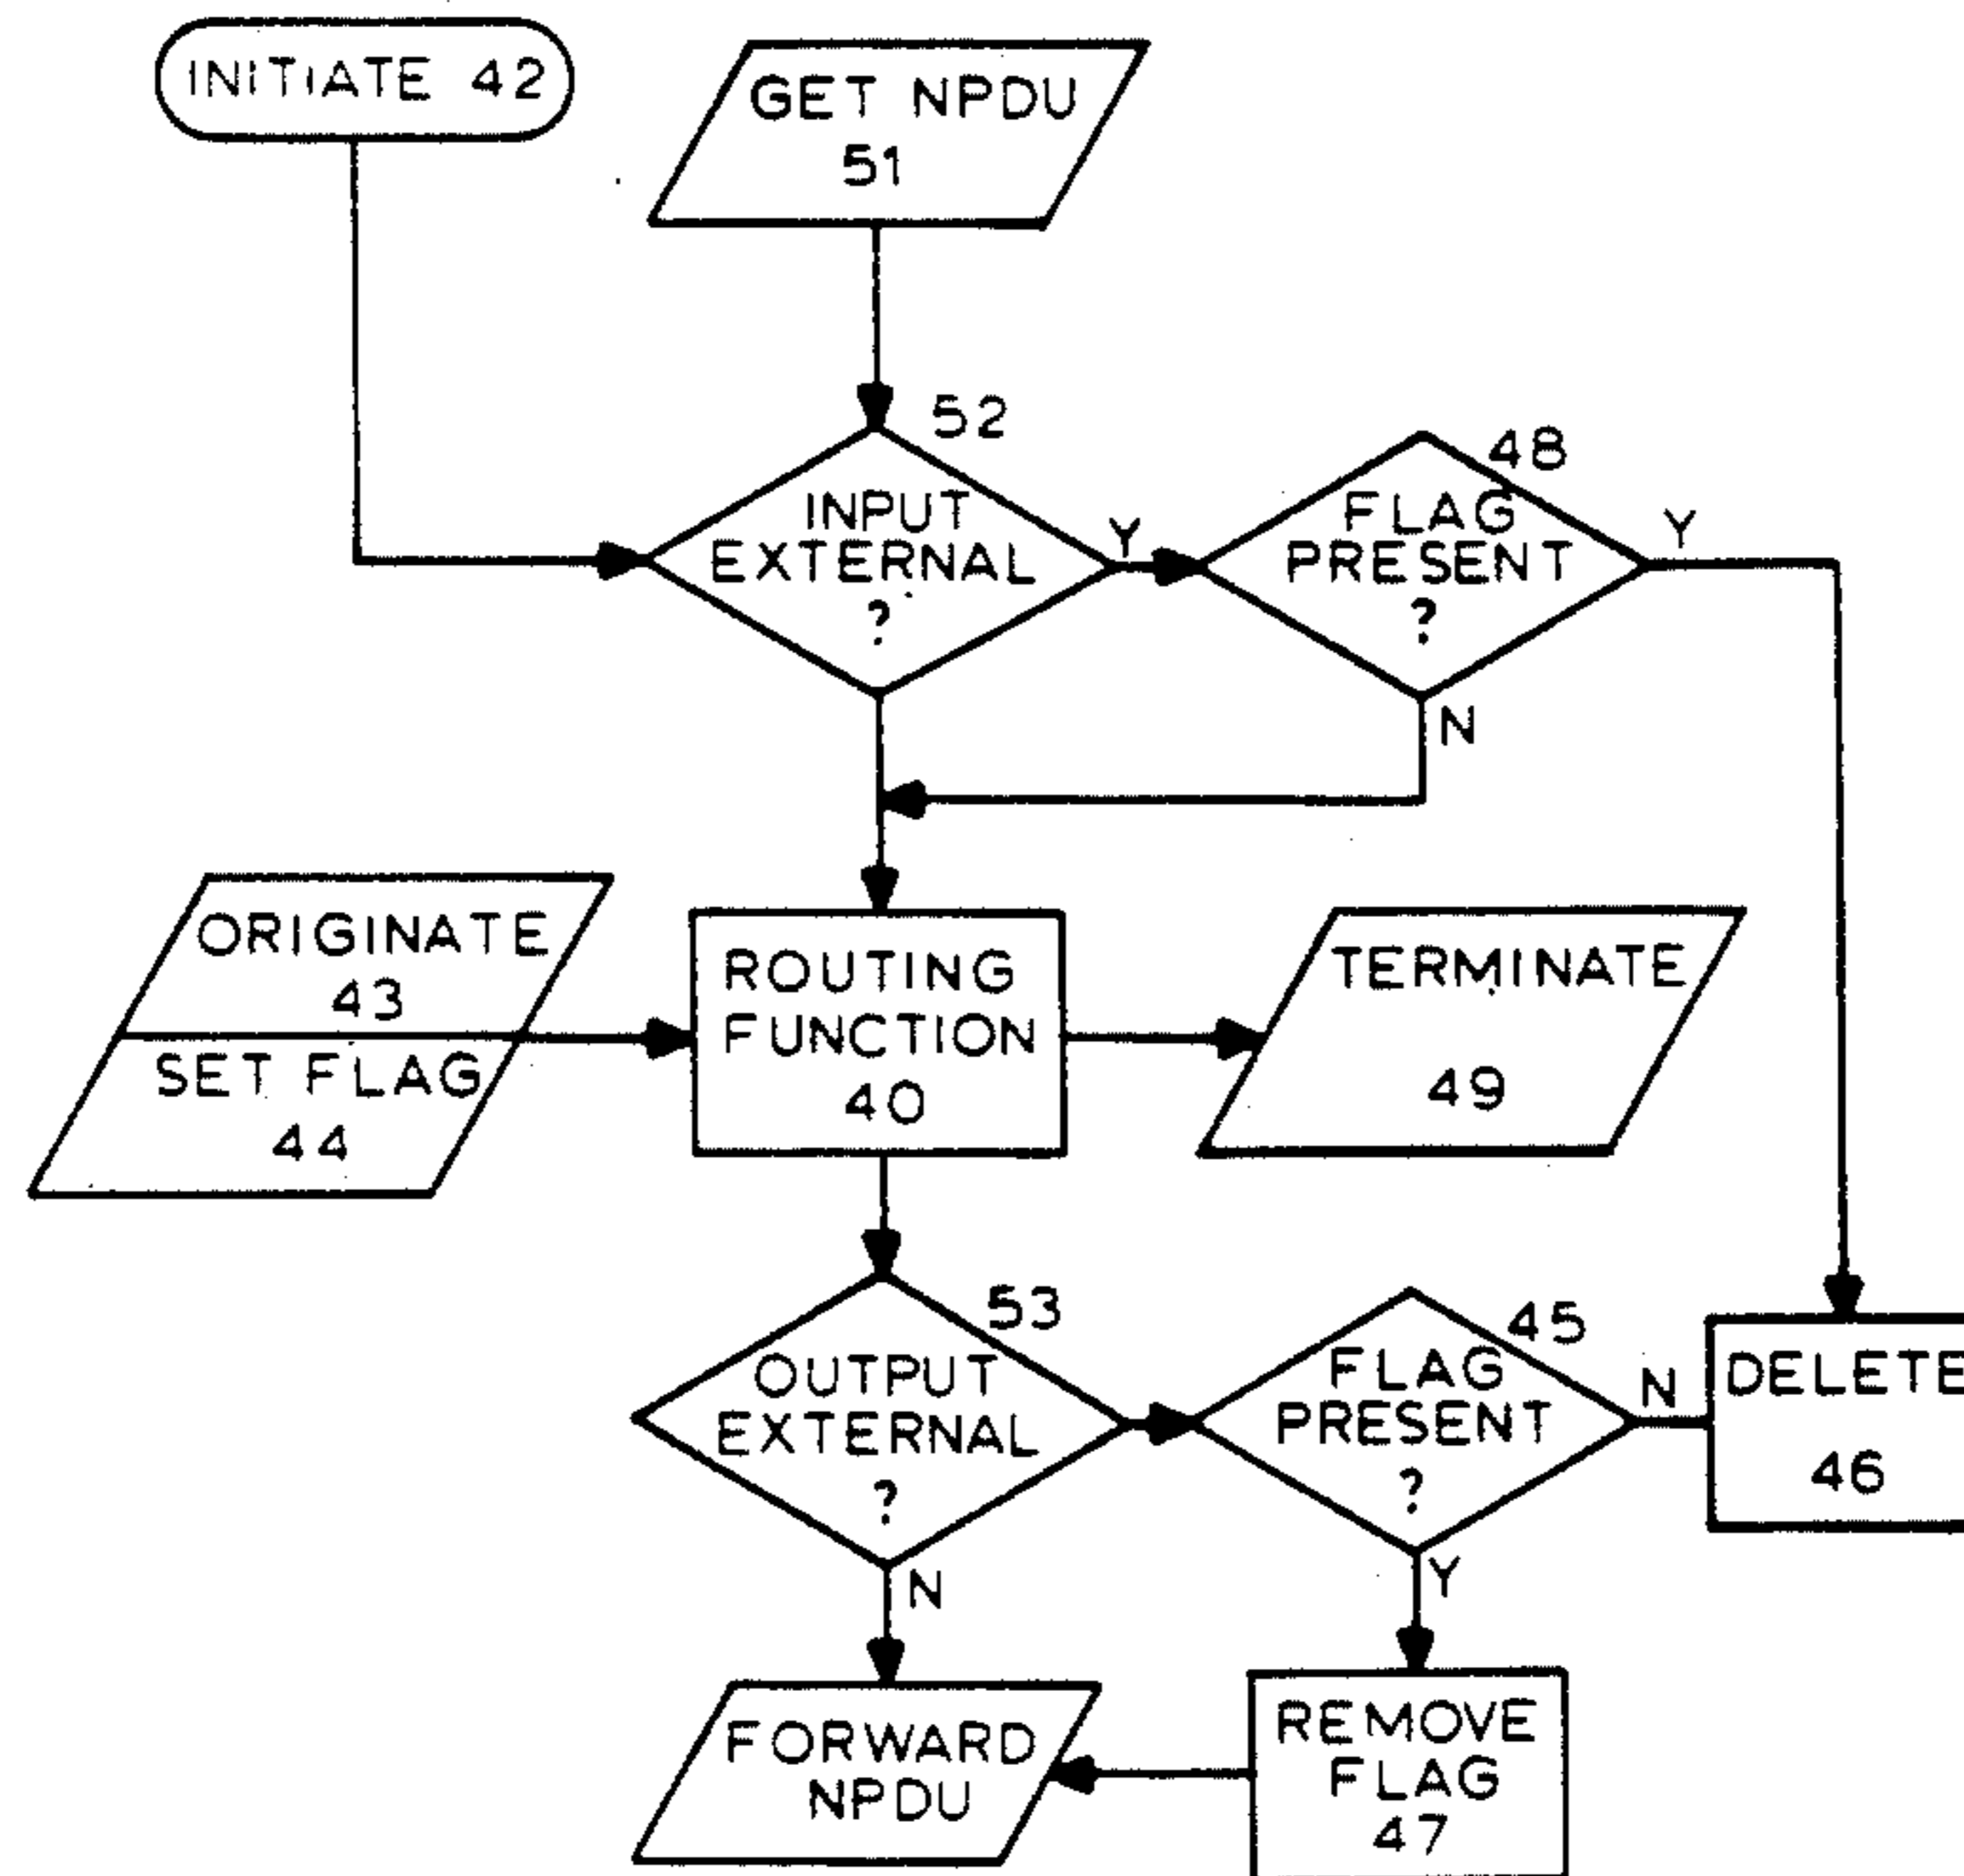 INITIATE 42
GET NPDU
51
52
INPUT
EXTERNAL
?
Y
48
FLAG
PRESENT
?
Y
N
ORIGINATE
43
SET FLAG
44
ROUTING
FUNCTION
40
TERMINATE
49
53
OUTPUT
EXTERNAL
?
N
45
FLAG
PRESENT
?
N
Y
DELETE
46
FORWARD
NPDU
REMOVE
FLAG
47